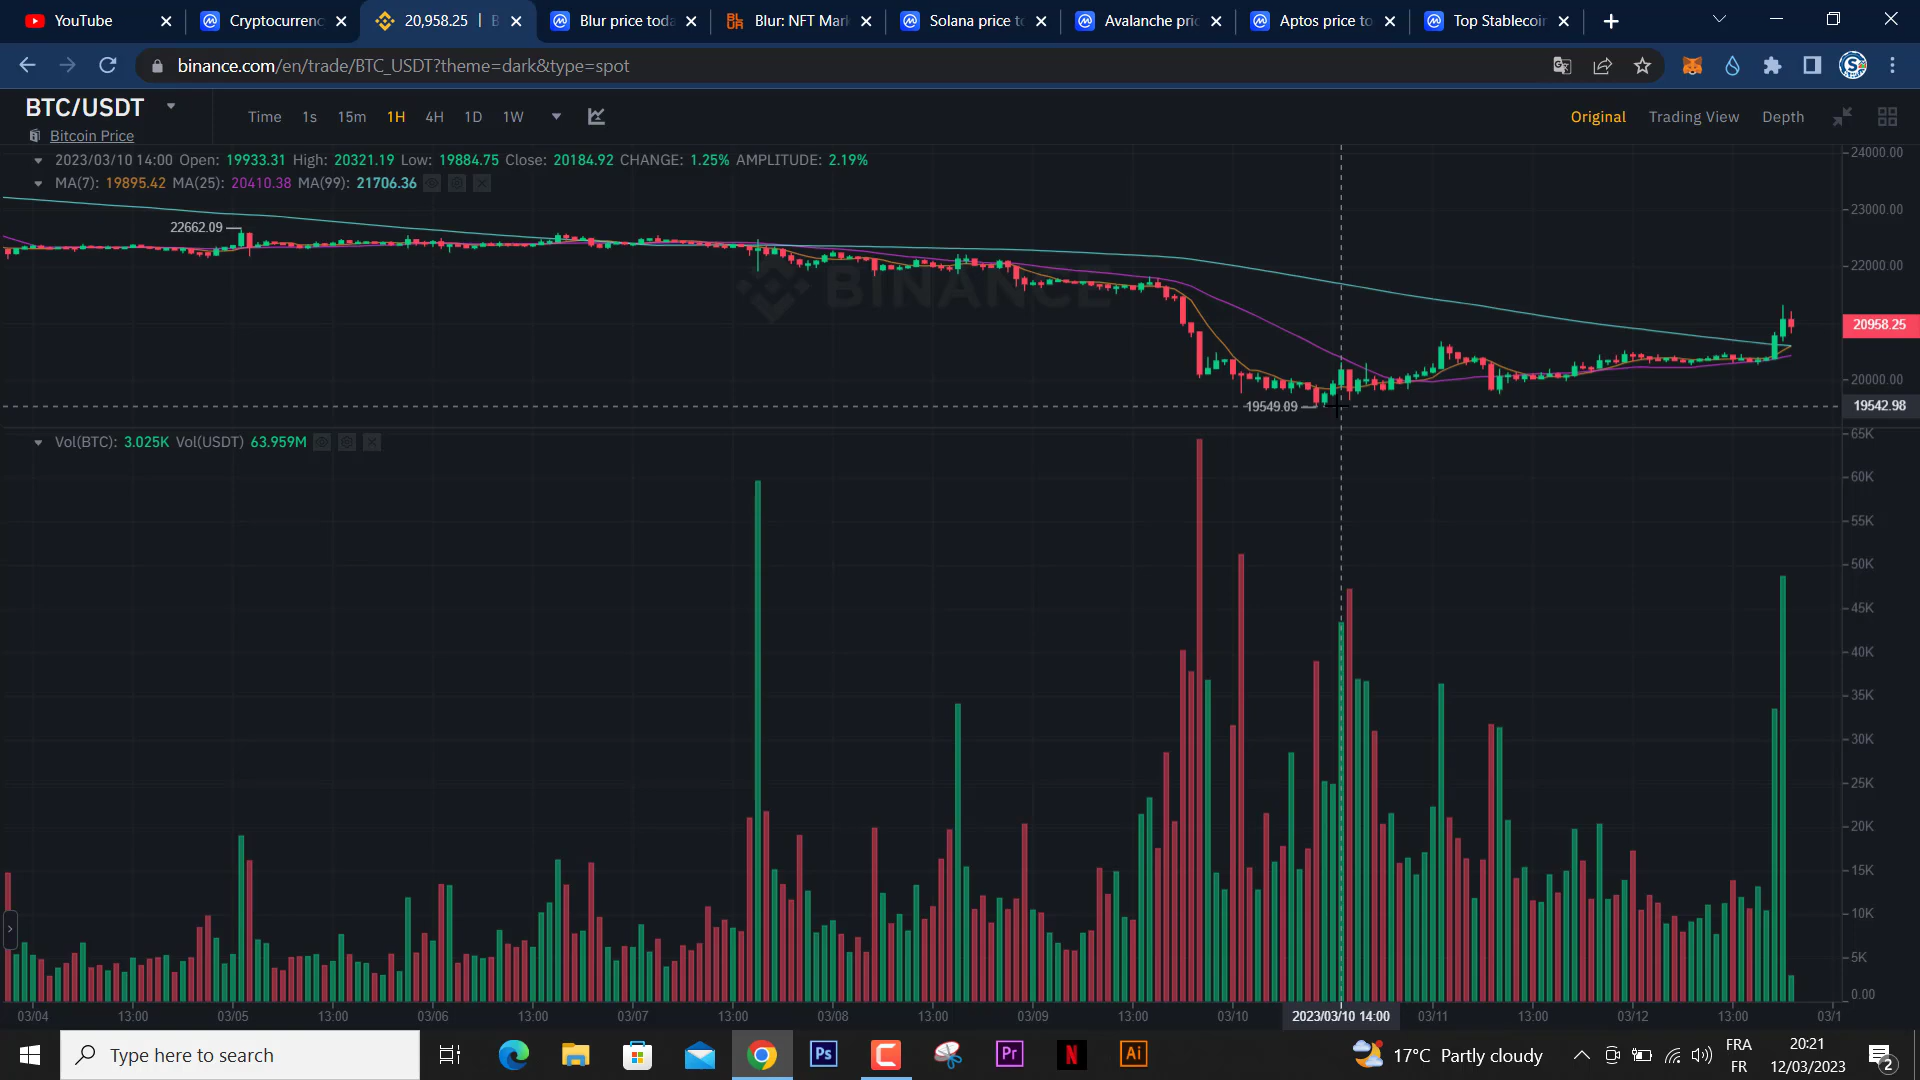 YouTube
Cryptocurrenc
20,958.25 | B
Blur price toda
Blur: NFT Mark
Solana price to
Avalanche pric
Aptos price to
Top Stablecoin
binance.com/en/trade/BTC_USDT?theme=dark&type=spot
BTC/USDT
Bitcoin Price
Time 1s 15m 1H 4H 1D 1W
Original Trading View Depth
2023/03/10 14:00 Open: 19933.31 High: 20321.19 Low: 19884.75 Close: 20184.92 CHANGE: 1.25% AMPLITUDE: 2.19%
MA(7): 19895.42 MA(25): 20410.38 MA(99): 21706.36
24000.00
23000.00
22662.09
22000.00
BINANCE
20958.25
20000.00
19549.09
19542.98
Vol(BTC): 3.025K Vol(USDT) 63.959M
65K
60K
55K
50K
45K
40K
35K
30K
25K
20K
15K
10K
5K
0.00
03/04 13:00 03/05 13:00 03/06 13:00 03/07 13:00 03/08 13:00 03/09 13:00 03/10 2023/03/10 14:00 03/11 13:00 03/12 13:00 03/1
Type here to search
Ps
Pr
N
Ai
17°C Partly cloudy
FRA
FR
20:21
12/03/2023
2